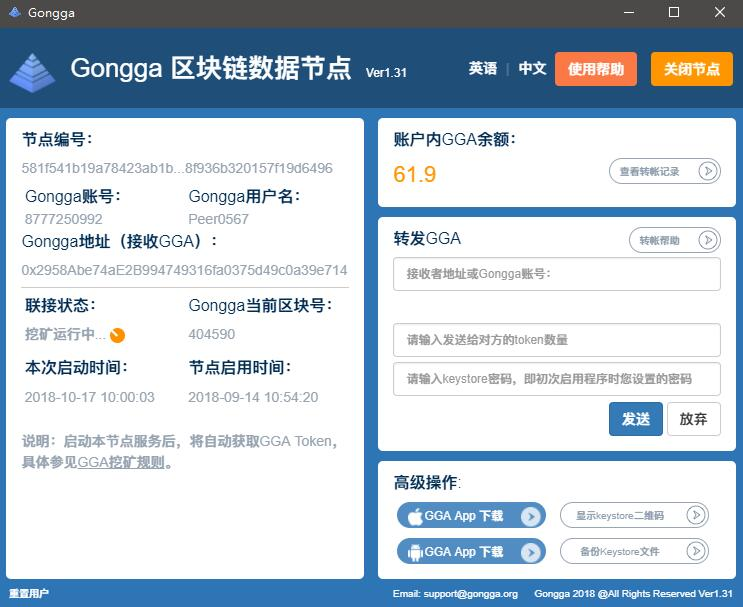 Gongga
Gongga 区块链数据节点 Ver1.31
英语 | 中文
使用帮助
关闭节点
节点编号：
581f541b19a78423ab1b...8f936b320157f19d6496
Gongga账号： Gongga用户名：
8777250992 Peer0567
Gongga地址（接收GGA）：
0x2958Abe74aE2B994749316fa0375d49c0a39e714
联接状态： Gongga当前区块号：
挖矿运行中... 404590
本次启动时间： 节点启用时间：
2018-10-17 10:00:03 2018-09-14 10:54:20
说明：启动本节点服务后，将自动获取GGA Token，
具体参见GGA挖矿规则。
账户内GGA余额：
61.9 查看转帐记录
转发GGA 转帐帮助
接收者地址或Gongga账号：
请输入发送给对方的token数量
请输入keystore密码，即初次启用程序时您设置的密码
发送 放弃
高级操作:
GGA App 下载 显示keystore二维码
GGA App 下载 备份Keystore文件
重置用户 Email: support@gongga.org Gongga 2018 @All Rights Reserved Ver1.31